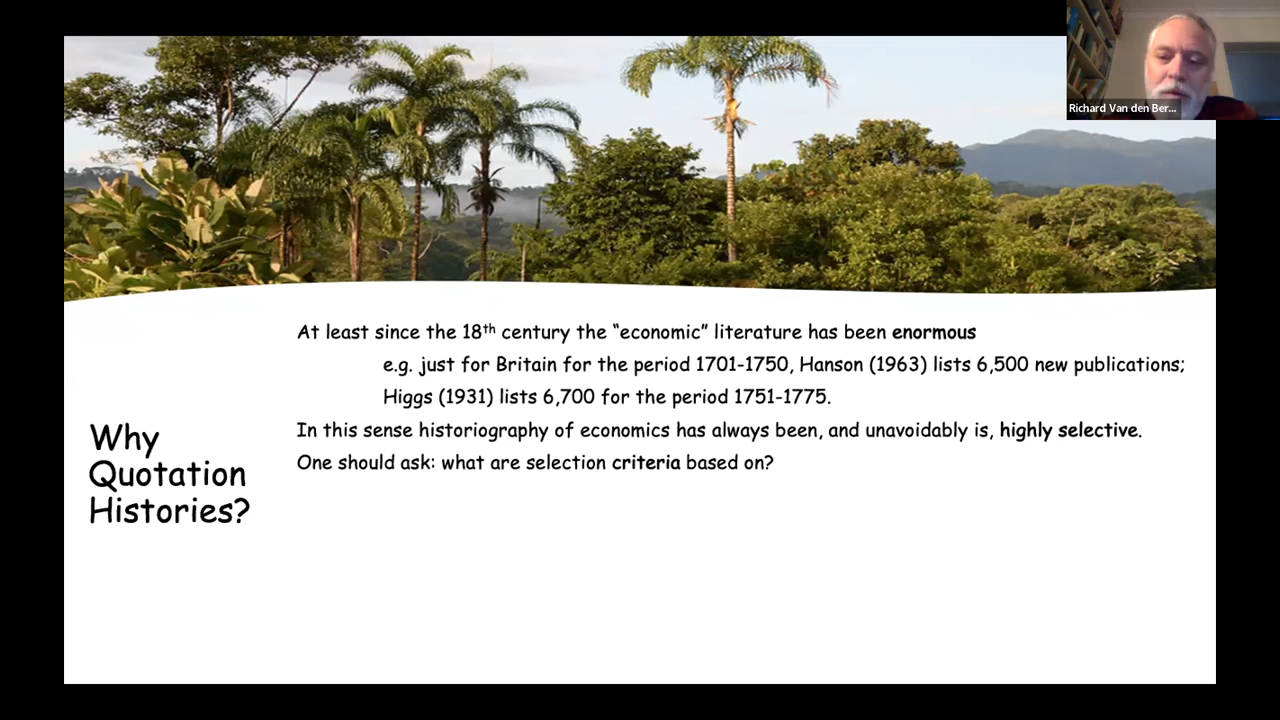 Richard Van den Ber...
At least since the 18th century the “economic” literature has been enormous
e.g. just for Britain for the period 1701-1750, Hanson (1963) lists 6,500 new publications;
Higgs (1931) lists 6,700 for the period 1751-1775.
In this sense historiography of economics has always been, and unavoidably is, highly selective.
One should ask: what are selection criteria based on?
Why
Quotation
Histories?